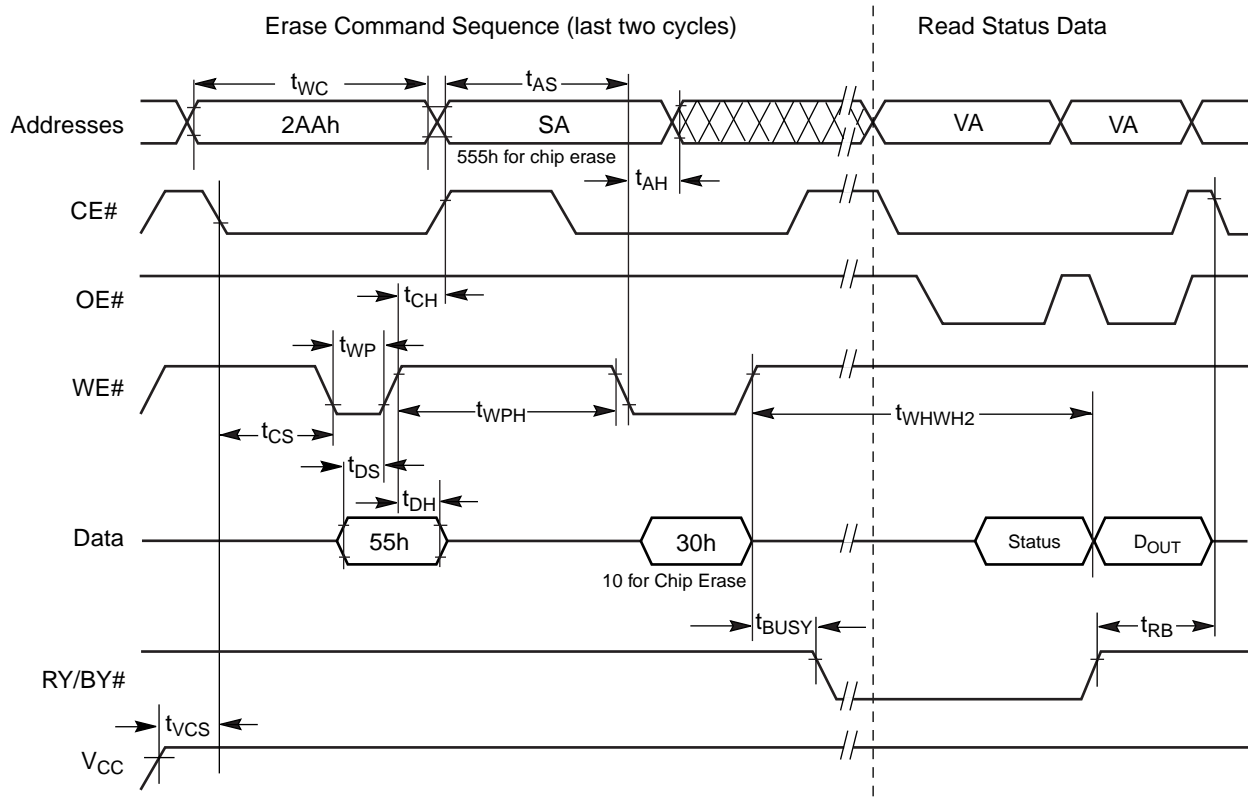 Erase Command Sequence (last two cycles)
Read Status Data
tWC
tAS
Addresses
2AAh
SA
VA
VA
555h for chip erase
tAH
CE#
OE#
tCH
tWP
WE#
tWPH
tWHWH2
tCS
tDS
tDH
Data
55h
30h
Status
DOUT
10 for Chip Erase
tBUSY
tRB
RY/BY#
tVCS
VCC